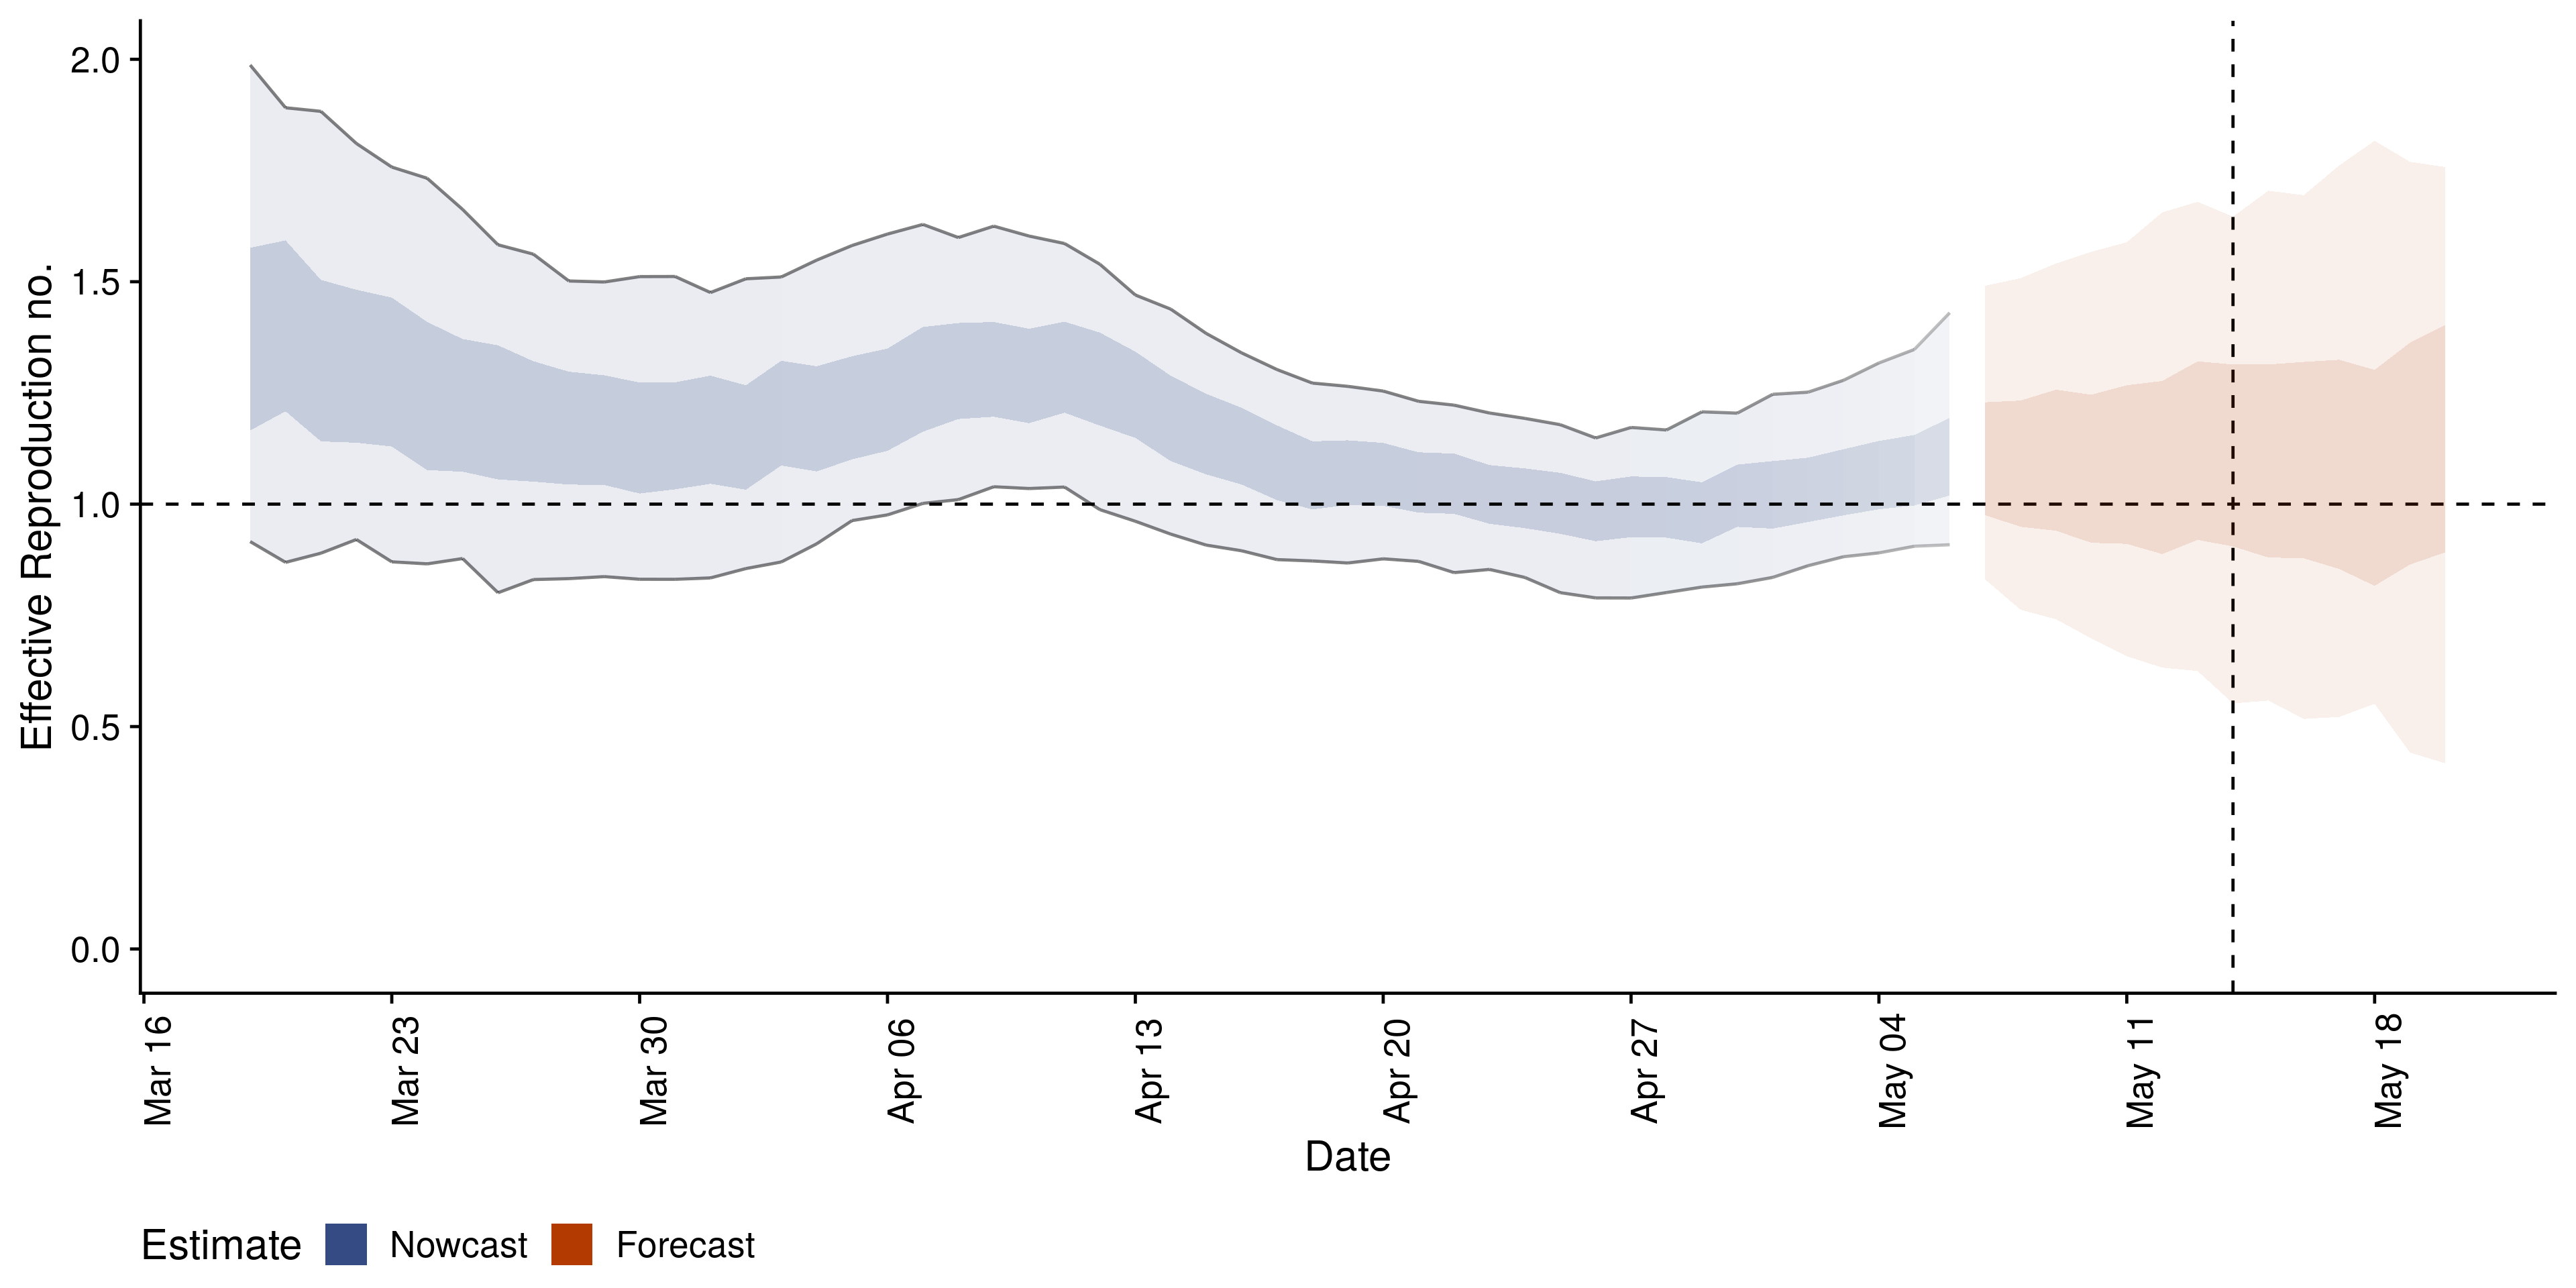 Effective Reproduction no.
2.0
1.5
1.0
0.5
0.0
Mar 16
Mar 23
Mar 30
Apr 06
Apr 13
Apr 20
Apr 27
May 04
May 11
May 18
Date
Estimate Nowcast Forecast